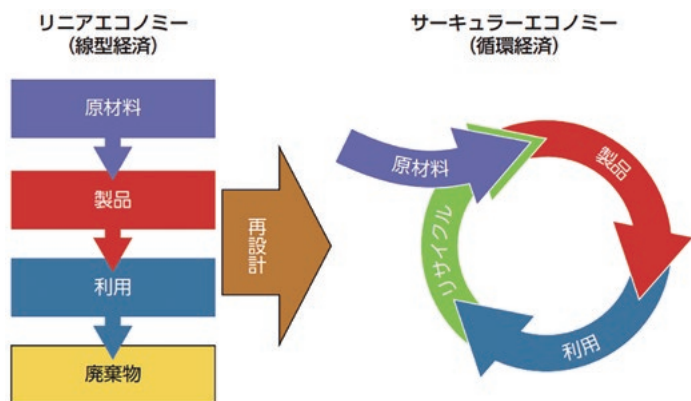 リニアエコノミー
（線型経済）
原材料
製品
利用
廃棄物
再設計
サーキュラーエコノミー
（循環経済）
原材料
製品
利用
リサイクル